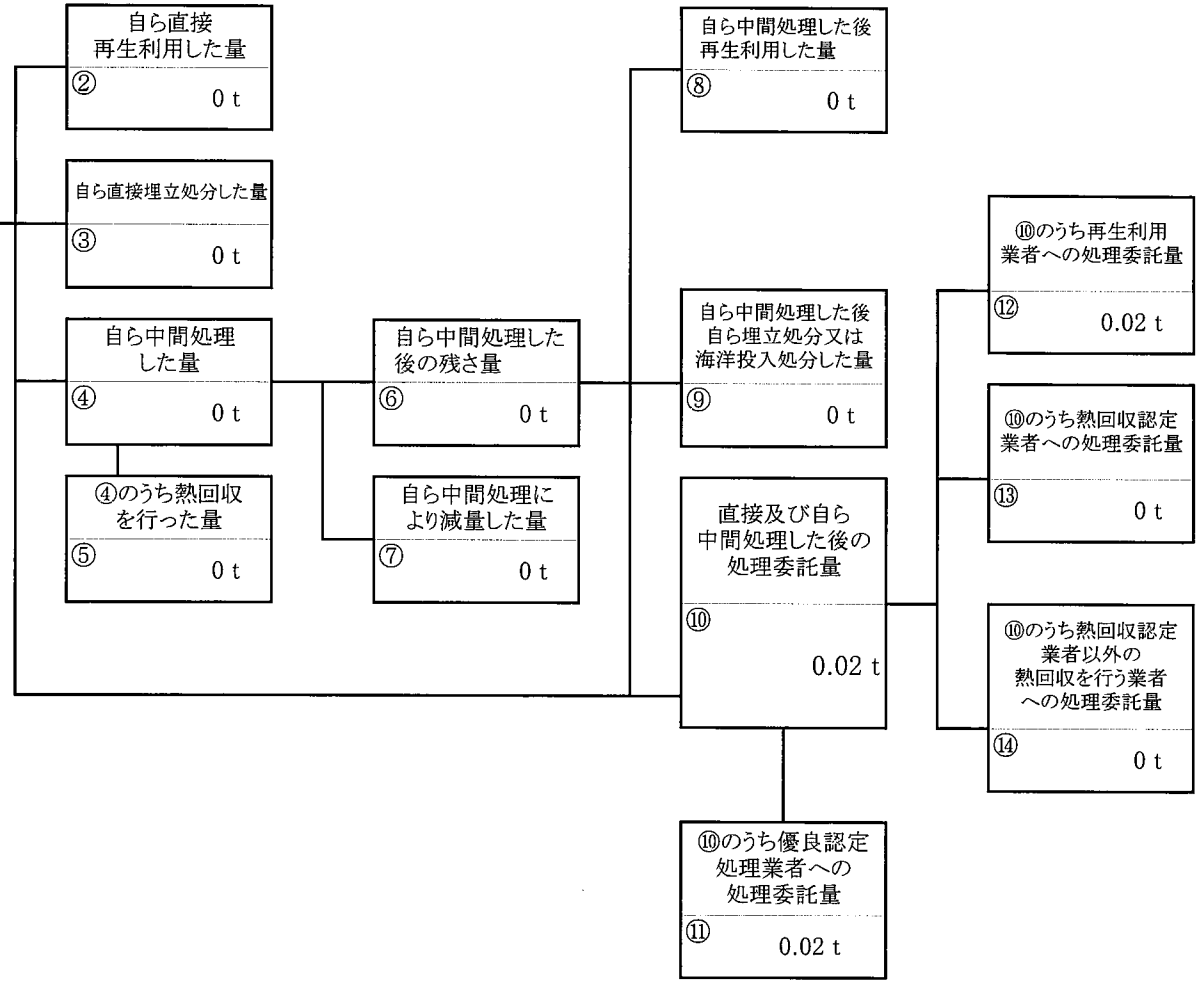 自ら直接
再生利用した量
②
0 t
自ら直接埋立処分した量
③
0 t
自ら中間処理
した量
④
0 t
④のうち熱回収
を行った量
⑤
0 t
自ら中間処理した
後の残さ量
⑥
0 t
自ら中間処理に
より減量した量
⑦
0 t
自ら中間処理した後
再生利用した量
⑧
0 t
自ら中間処理した後
自ら埋立処分又は
海洋投入処分した量
⑨
0 t
直接及び自ら
中間処理した後の
処理委託量
⑩
0.02 t
⑩のうち優良認定
処理業者への
処理委託量
⑪
0.02 t
⑩のうち再生利用
業者への処理委託量
⑫
0.02 t
⑩のうち熱回収認定
業者への処理委託量
⑬
0 t
⑩のうち熱回収認定
業者以外の
熱回収を行う業者
への処理委託量
⑭
0 t